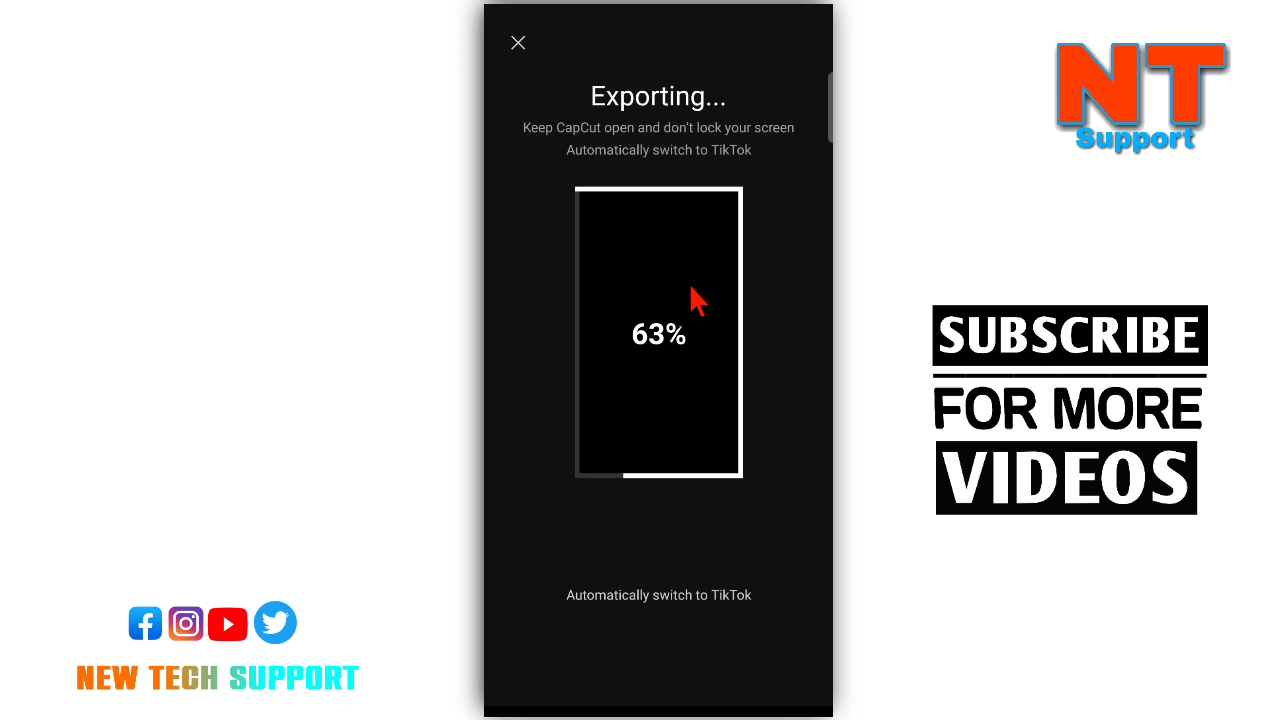 Exporting...
Keep CapCut open and don't lock your screen
Automatically switch to TikTok
63%
Automatically switch to TikTok
NT
Support
SUBSCRIBE
FOR MORE
VIDEOS
NEW TECH SUPPORT